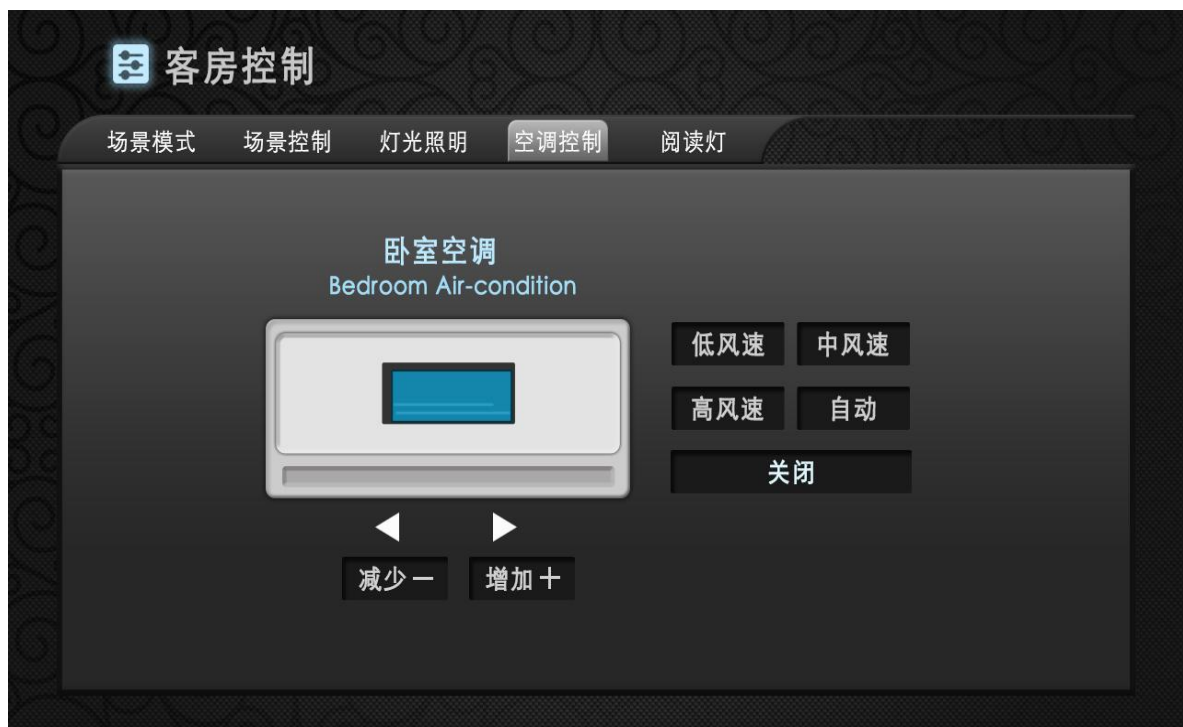 客房控制
场景模式 场景控制 灯光照明 空调控制 阅读灯
卧室空调
Bedroom Air-condition
低风速 中风速
高风速 自动
关闭
减少－ 增加＋